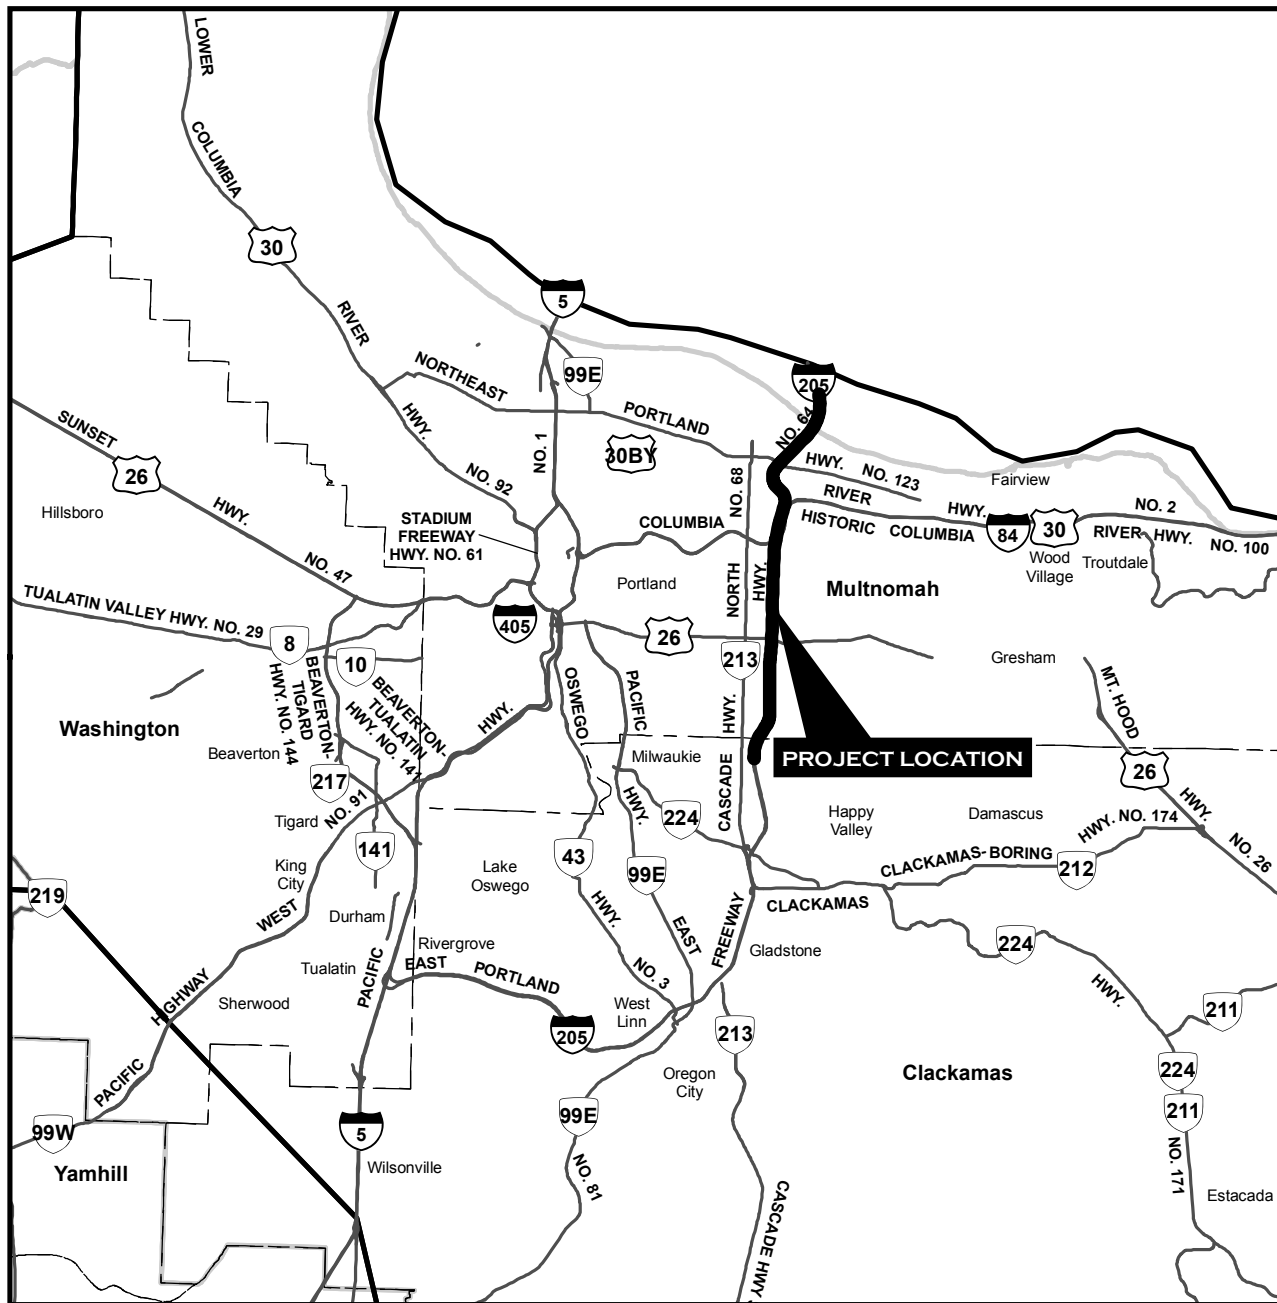 LOWER
COLUMBIA
30
RIVER
5
NORTHEAST
99E
205
PORTLAND
NO. 64
HWY.
SUNSET
26
NO. 1
30BY
NO. 68
HWY. NO. 123
Fairview
NO. 92
RIVER
HWY.
NO. 2
Hillsboro
HWY.
STADIUM
FREEWAY
HWY. NO. 61
COLUMBIA
HISTORIC COLUMBIA
84
30
RIVER HWY. NO. 100
Wood
Village
Troutdale
NO. 47
Portland
NORTH
HWY.
Multnomah
TUALATIN VALLEY HWY. NO. 29
8
405
26
213
10
Gresham
BEAVERTON-
TIGARD
HWY. NO. 144
BEAVERTON-
TUALATIN
HWY. NO. 141
OSWEGO
PACIFIC
MT. HOOD
Washington
HWY.
HWY.
Beaverton
Milwaukie
PROJECT LOCATION
217
26
NO. 91
CASCADE
HWY.
HWY.
Tigard
224
Happy
Valley
Damascus
HWY. NO. 174
NO. 26
141
43
King
City
Lake
Oswego
99E
CLACKAMAS-BORING
212
219
WEST
HWY.
CLACKAMAS
Durham
Rivergrove
EAST
FREEWAY
Gladstone
224
Tualatin
PACIFIC
EAST
PORTLAND
NO. 3
HIGHWAY
Sherwood
West
Linn
HWY.
211
205
213
PACIFIC
Oregon
City
Clackamas
224
99W
5
99E
211
Yamhill
Wilsonville
NO. 81
CASCADE HWY
NO. 171
Estacada